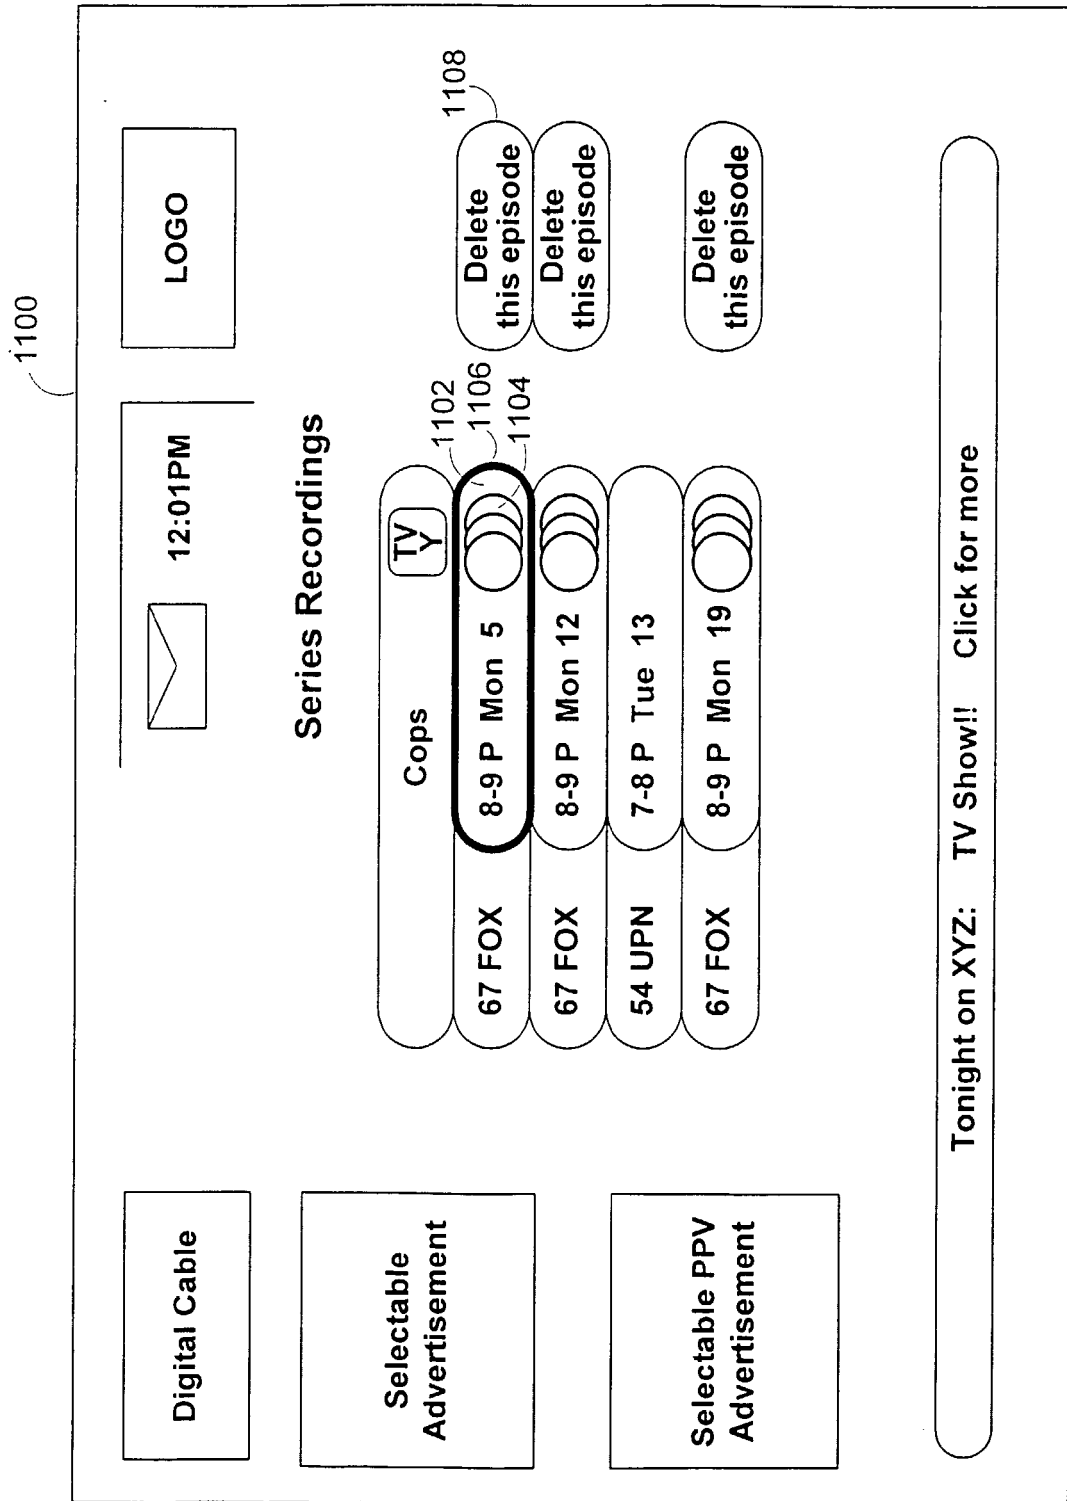 1100
Digital Cable
12:01PM
LOGO
Series Recordings
Selectable
Advertisement
Selectable PPV
Advertisement
Cops
TV
Y
1102
1106
1104
1108
67 FOX 8-9 P Mon 5
Delete
this episode
67 FOX 8-9 P Mon 12
Delete
this episode
54 UPN 7-8 P Tue 13
67 FOX 8-9 P Mon 19
Delete
this episode
Tonight on XYZ: TV Show!! Click for more